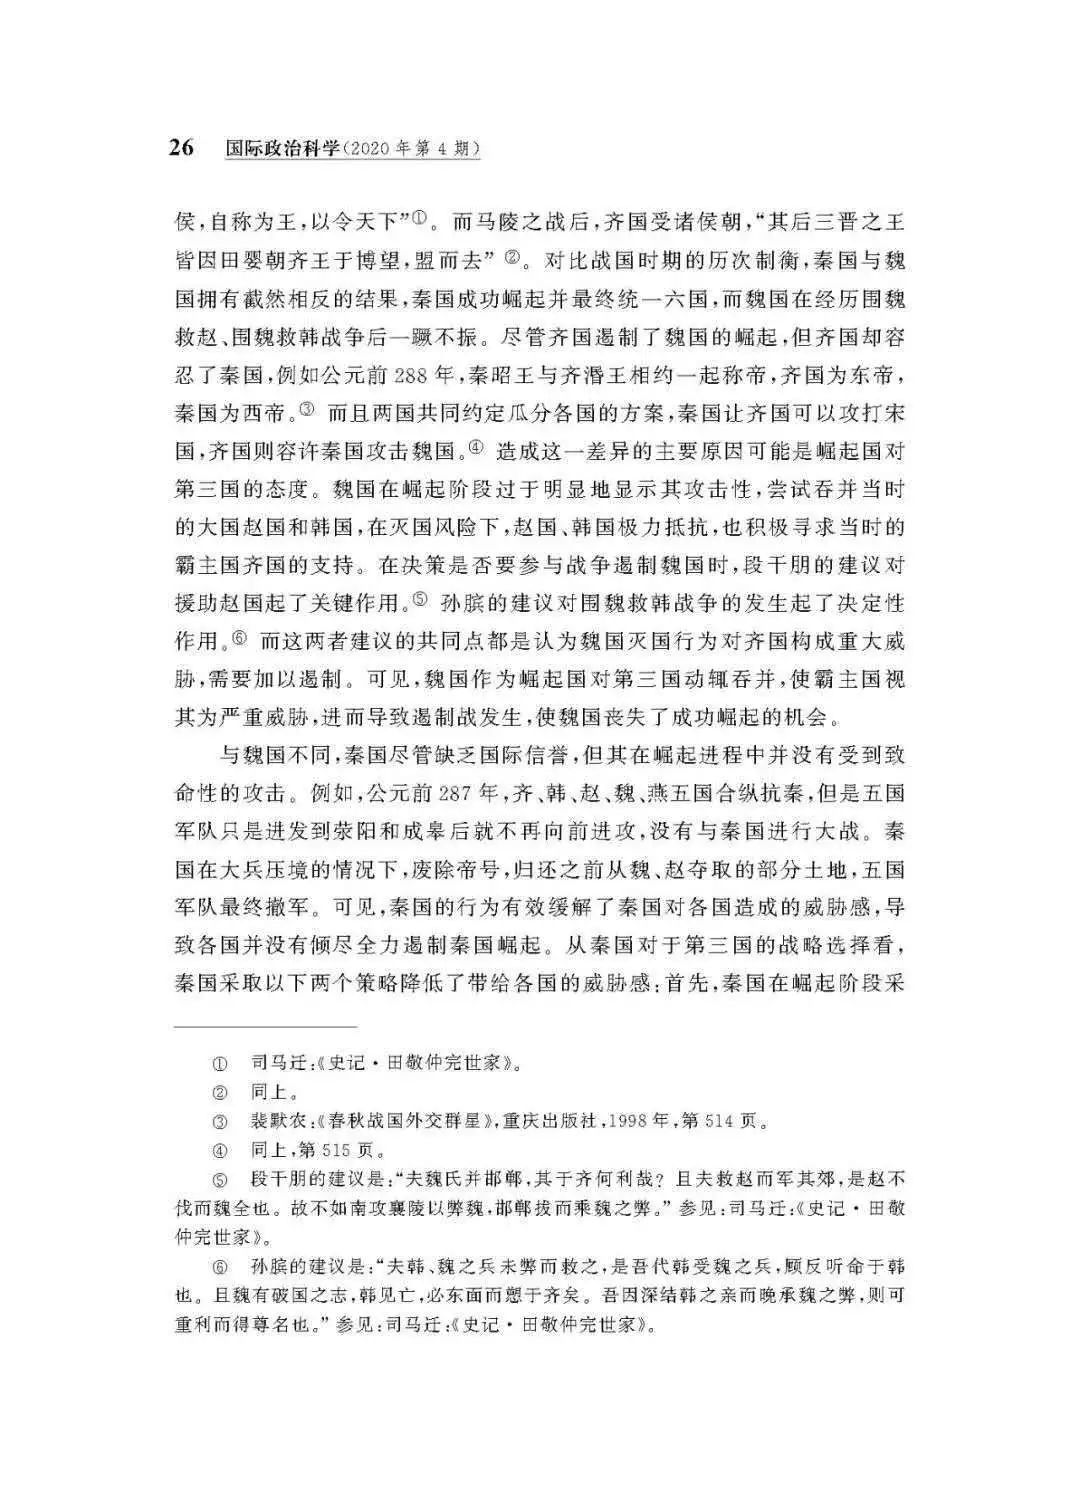 26 国际政治科学(2020 年第 4 期)
侯,自称为王,以令天下”①。而马陵之战后,齐国受诸侯朝,“其后三晋之王
皆因田婴朝齐王于博望,盟而去” ②。对比战国时期的历次制衡,秦国与魏
国拥有截然相反的结果,秦国成功崛起并最终统一六国,而魏国在经历围魏
救赵、围魏救韩战争后一蹶不振。尽管齐国遏制了魏国的崛起,但齐国却容
忍了秦国,例如公元前 288 年,秦昭王与齐湣王相约一起称帝,齐国为东帝,
秦国为西帝。③ 而且两国共同约定瓜分各国的方案,秦国让齐国可以攻打宋
国,齐国则容许秦国攻击魏国。④ 造成这一差异的主要原因可能是崛起国对
第三国的态度。魏国在崛起阶段过于明显地显示其攻击性,尝试吞并当时
的大国赵国和韩国,在灭国风险下,赵国、韩国极力抵抗,也积极寻求当时的
霸主国齐国的支持。在决策是否要参与战争遏制魏国时,段干朋的建议对
援助赵国起了关键作用。⑤ 孙膑的建议对围魏救韩战争的发生起了决定性
作用。⑥ 而这两者建议的共同点都是认为魏国灭国行为对齐国构成重大威
胁,需要加以遏制。可见,魏国作为崛起国对第三国动辄吞并,使霸主国视
其为严重威胁,进而导致遏制战发生,使魏国丧失了成功崛起的机会。
与魏国不同,秦国尽管缺乏国际信誉,但其在崛起进程中并没有受到致
命性的攻击。例如,公元前 287 年,齐、韩、赵、魏、燕五国合纵抗秦,但是五国
军队只是进发到荥阳和成皋后就不再向前进攻,没有与秦国进行大战。秦
国在大兵压境的情况下,废除帝号,归还之前从魏、赵夺取的部分土地,五国
军队最终撤军。可见,秦国的行为有效缓解了秦国对各国造成的威胁感,导
致各国并没有倾尽全力遏制秦国崛起。从秦国对于第三国的战略选择看,
秦国采取以下两个策略降低了带给各国的威胁感:首先,秦国在崛起阶段采
① 司马迁:《史记·田敬仲完世家》。
② 同上。
③ 裴默农:《春秋战国外交群星》,重庆出版社,1998 年,第 514 页。
④ 同上,第 515 页。
⑤ 段干朋的建议是:“夫魏氏并邯郸,其于齐何利哉? 且夫救赵而军其郊,是赵不
伐而魏全也。故不如南攻襄陵以弊魏,邯郸拔而乘魏之弊。”参见:司马迁:《史记·田敬
仲完世家》。
⑥ 孙膑的建议是:“夫韩、魏之兵未弊而救之,是吾代韩受魏之兵,顾反听命于韩
也。且魏有破国之志,韩见亡,必东面而愬于齐矣。吾因深结韩之亲而晚承魏之弊,则可
重利而得尊名也。”参见:司马迁:《史记·田敬仲完世家》。